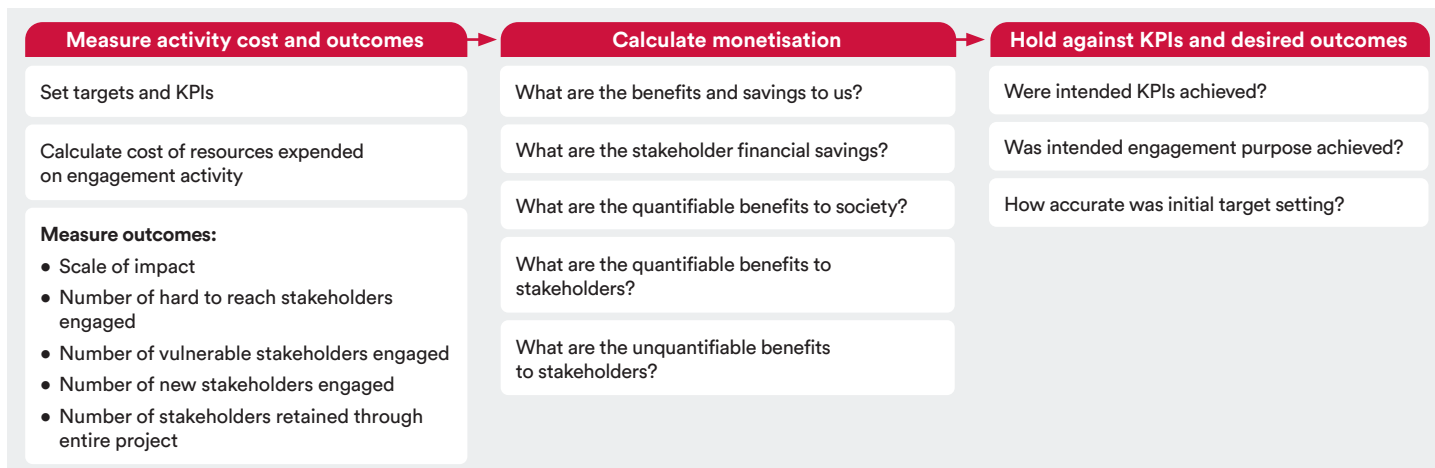 Measure activity cost and outcomes
Set targets and KPIs
Calculate cost of resources expended
on engagement activity
Measure outcomes:
• Scale of impact
• Number of hard to reach stakeholders
engaged
• Number of vulnerable stakeholders engaged
• Number of new stakeholders engaged
• Number of stakeholders retained through
entire project
Calculate monetisation
What are the benefits and savings to us?
What are the stakeholder financial savings?
What are the quantifiable benefits to society?
What are the quantifiable benefits to
stakeholders?
What are the unquantifiable benefits
to stakeholders?
Hold against KPIs and desired outcomes
Were intended KPIs achieved?
Was intended engagement purpose achieved?
How accurate was initial target setting?